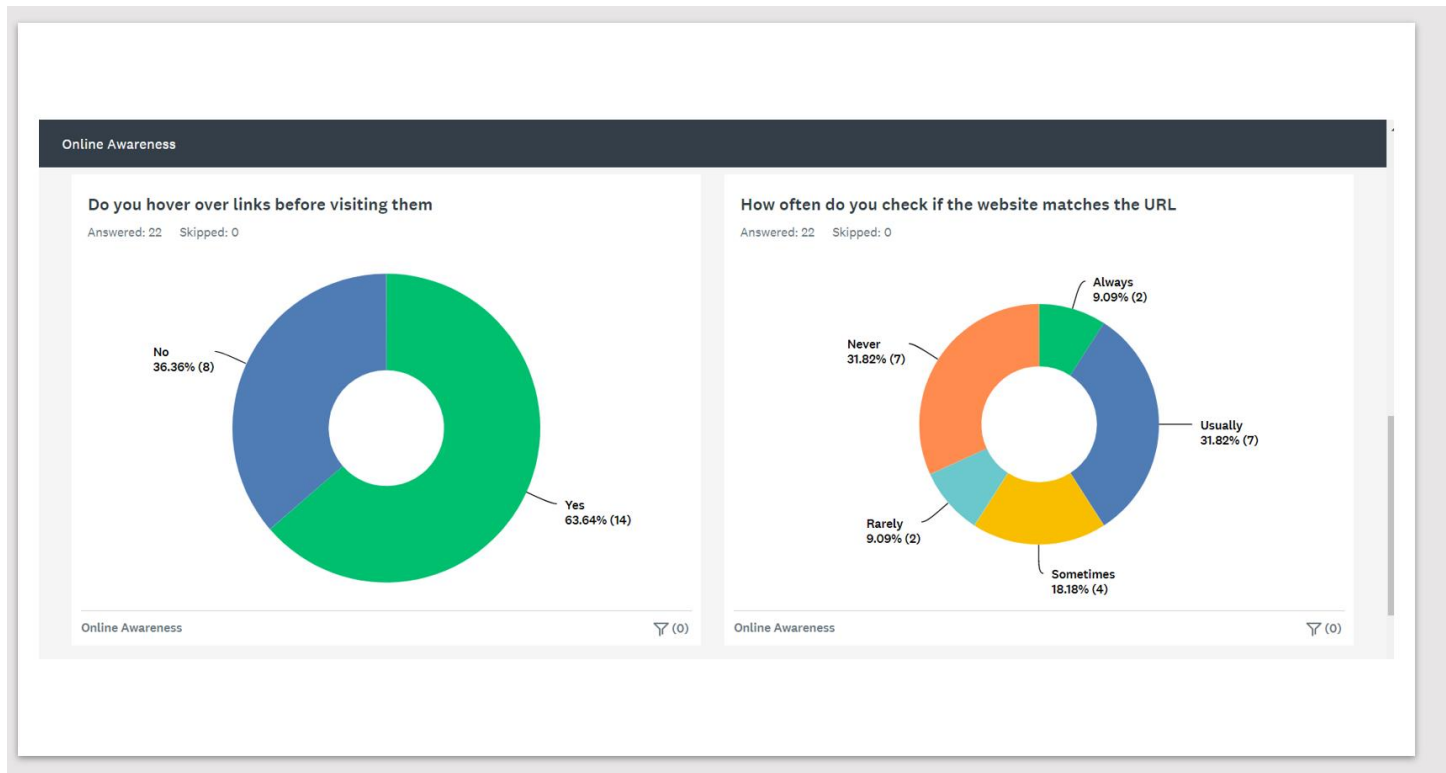 Online Awareness
Do you hover over links before visiting them
Answered: 22 Skipped: 0
No
36.36% (8)
Yes
63.64% (14)
Online Awareness
(0)
How often do you check if the website matches the URL
Answered: 22 Skipped: 0
Always
9.09% (2)
Never
31.82% (7)
Usually
31.82% (7)
Rarely
9.09% (2)
Sometimes
18.18% (4)
Online Awareness
(0)